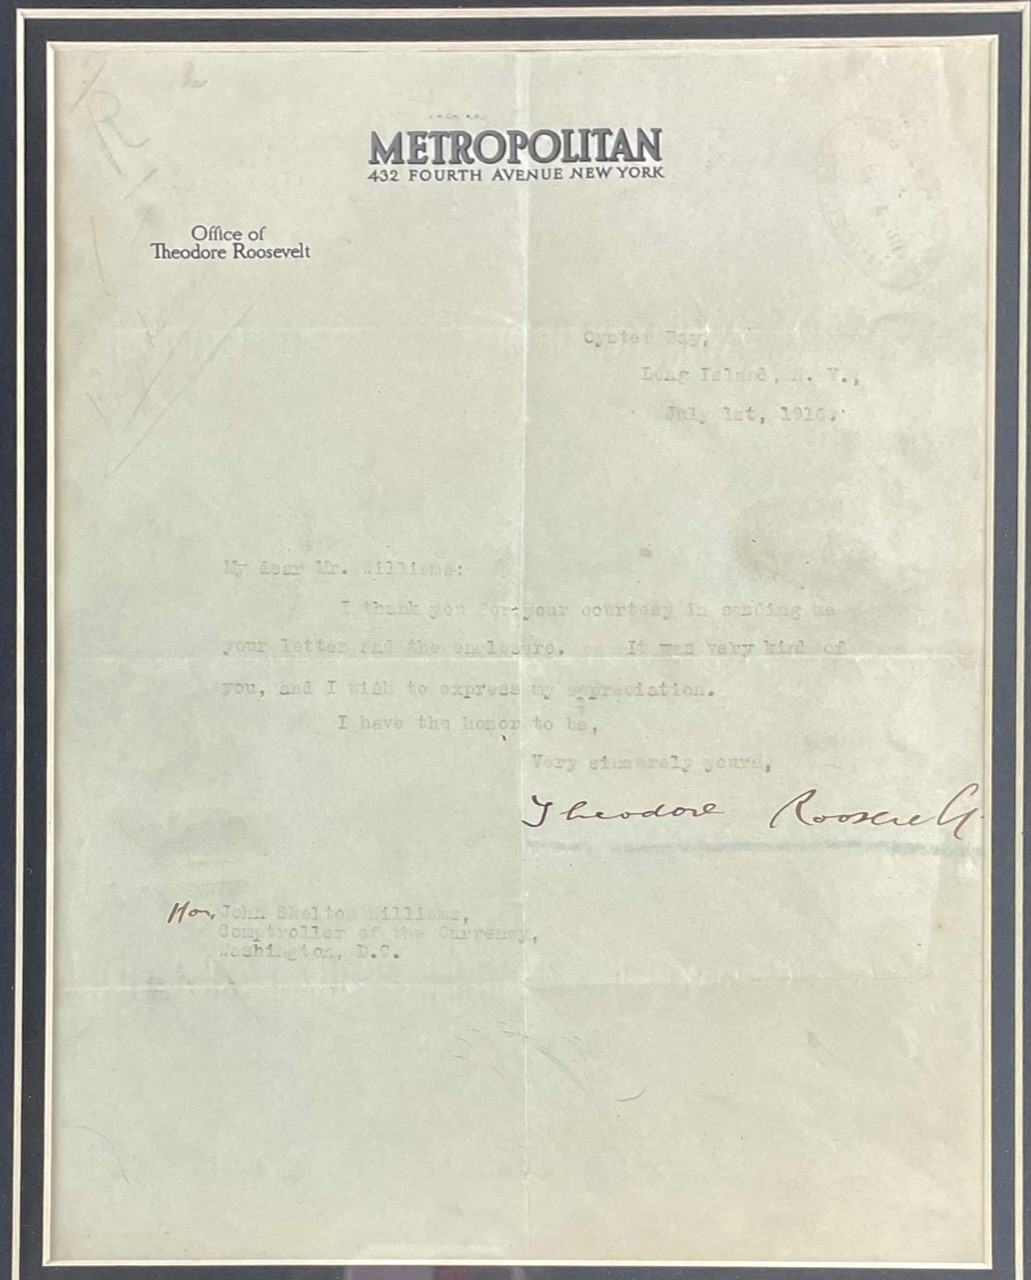 METROPOLITAN
432 FOURTH AVENUE NEW YORK
Office of
Theodore Roosevelt
Oyster Bay,
Long Island, N. Y.,
July 1st, 1916.
My dear Mr. Williams:
I thank you for your courtesy in sending me
your letter and the enclosure. It was very kind of
you, and I wish to express my appreciation.
I have the honor to be,
Very sincerely yours,
Theodore Roosevelt
Hon. John Skelton Williams,
Comptroller of the Currency,
Washington, D.C.